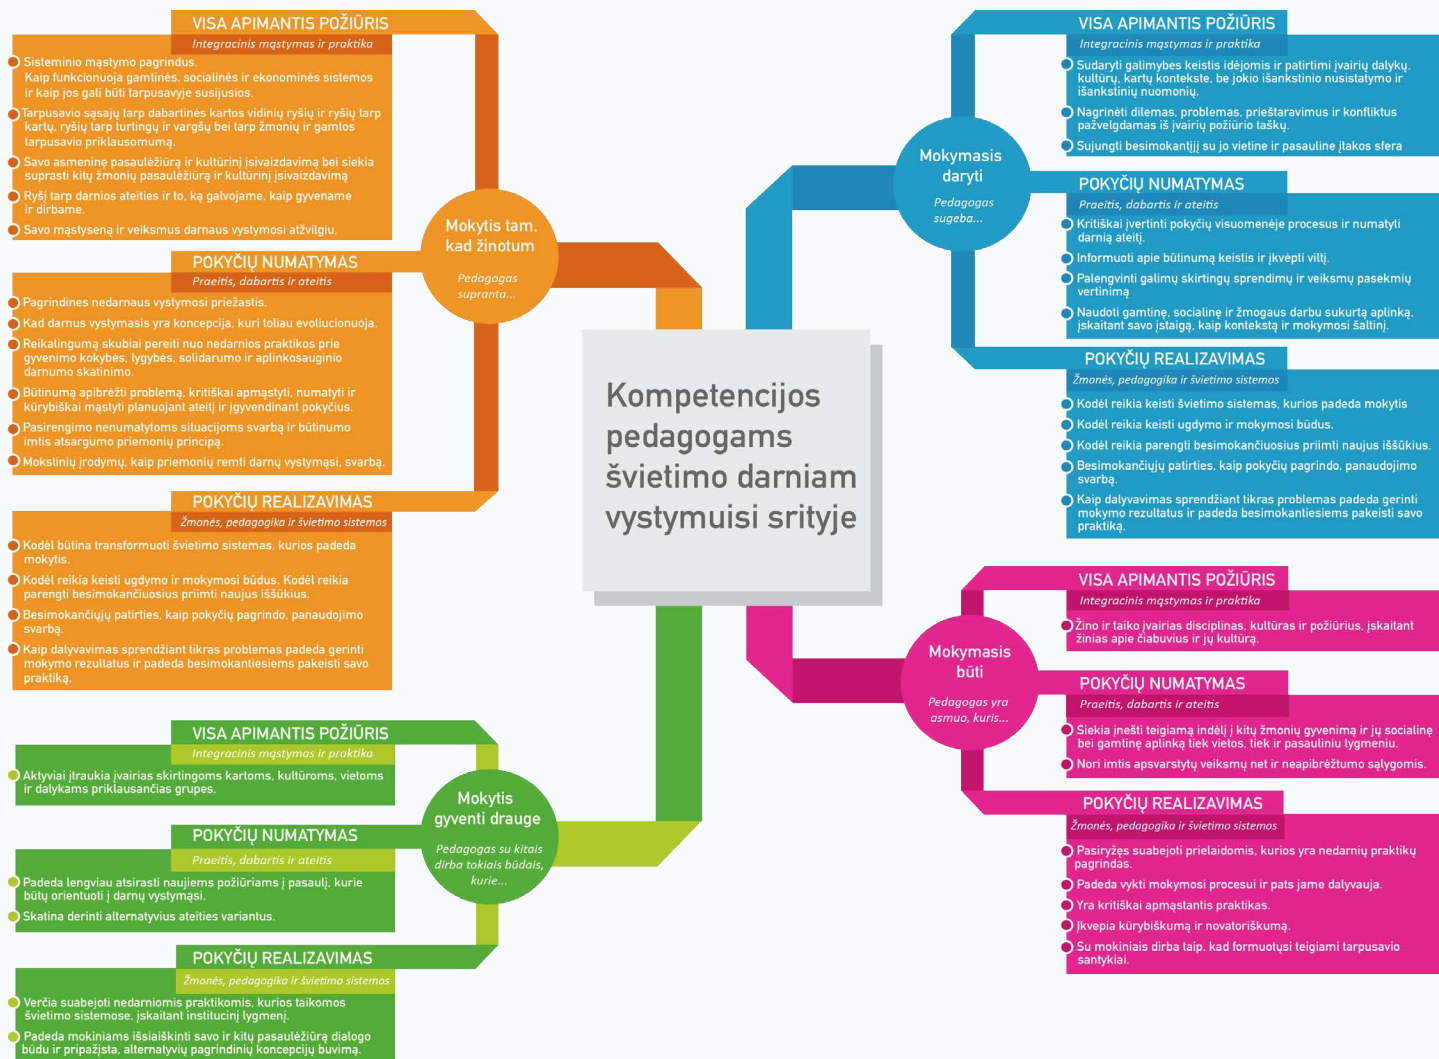 Kompetencijos
pedagogams
švietimo darniam
vystymuisi srityje
Mokytis tam,
kad žinotum
Pedagogas
supranta...
VISA APIMANTIS POŽIŪRIS
Integracinis mąstymas ir praktika
Sisteminio mąstymo pagrindus.
Kaip funkcionuoja gamtinės, socialinės ir ekonominės sistemos
ir kaip jos gali būti tarpusavyje susijusios.
Tarpusavio sąsajų tarp dabartinės kartos vidinių ryšių ir ryšių tarp
kartų, ryšių tarp turtingų ir vargšų bei tarp žmonių ir gamtos
tarpusavio priklausomumą.
Savo asmeninę pasaulėžiūrą ir kultūrinį įsivaizdavimą bei siekia
suprasti kitų žmonių pasaulėžiūrą ir kultūrinį įsivaizdavimą
Ryšį tarp darnios ateities ir to, ką galvojame, kaip gyvename
ir dirbame.
Savo mąstyseną ir veiksmus darnaus vystymosi atžvilgiu.
POKYČIŲ NUMATYMAS
Praeitis, dabartis ir ateitis
Pagrindines nedarnaus vystymosi priežastis.
Kad darnus vystymasis yra koncepcija, kuri toliau evoliucionuoja.
Reikalingumą skubiai pereiti nuo nedarnios praktikos prie
gyvenimo kokybės, lygybės, solidarumo ir aplinkosauginio
darnumo skatinimo.
Būtinumą apibrėžti problemą, kritiškai apmąstyti, numatyti ir
kūrybiškai mąstyti planuojant ateitį ir įgyvendinant pokyčius.
Pasirengimo nenumatytoms situacijoms svarbą ir būtinumo
imtis atsargumo priemonių principą.
Mokslinių įrodymų, kaip priemonių remti darnų vystymąsi, svarbą.
POKYČIŲ REALIZAVIMAS
Žmonės, pedagogika ir švietimo sistemos
Kodėl būtina transformuoti švietimo sistemas, kurios padeda
mokytis.
Kodėl reikia keisti ugdymo ir mokymosi būdus. Kodėl reikia
parengti besimokančiuosius priimti naujus iššūkius.
Besimokančiųjų patirties, kaip pokyčių pagrindo, panaudojimo
svarbą.
Kaip dalyvavimas sprendžiant tikras problemas padeda gerinti
mokymo rezultatus ir padeda besimokantiesiems pakeisti savo
praktiką.
Mokytis
gyventi drauge
Pedagogas su kitais
dirba tokiais būdais,
kurie...
VISA APIMANTIS POŽIŪRIS
Integracinis mąstymas ir praktika
Aktyviai įtraukia įvairias skirtingoms kartoms, kultūroms, vietoms
ir dalykams priklausančias grupes.
POKYČIŲ NUMATYMAS
Praeitis, dabartis ir ateitis
Padeda lengviau atsirasti naujiems požiūriams į pasaulį, kurie
būtų orientuoti į darnų vystymąsi.
Skatina derinti alternatyvius ateities variantus.
POKYČIŲ REALIZAVIMAS
Žmonės, pedagogika ir švietimo sistemos
Verčia suabejoti nedarniomis praktikomis, kurios taikomos
švietimo sistemose, įskaitant institucinį lygmenį.
Padeda mokiniams išsiaiškinti savo ir kitų pasaulėžiūrą dialogo
būdu ir pripažįsta, alternatyvių pagrindinių koncepcijų buvimą.
Mokymasis
daryti
Pedagogas
sugeba...
VISA APIMANTIS POŽIŪRIS
Integracinis mąstymas ir praktika
Sudaryti galimybes keistis idėjomis ir patirtimi įvairių dalykų,
kultūrų, kartų kontekste, be jokio išankstinio nusistatymo ir
išankstinių nuomonių.
Nagrinėti dilemas, problemas, prieštaravimus ir konfliktus
pažvelgdamas iš įvairių požiūrio taškų.
Sujungti besimokantįjį su jo vietine ir pasauline įtakos sfera
POKYČIŲ NUMATYMAS
Praeitis, dabartis ir ateitis
Kritiškai įvertinti pokyčių visuomenėje procesus ir numatyti
darnią ateitį.
Informuoti apie būtinumą keistis ir įkvėpti viltį.
Palengvinti galimų skirtingų sprendimų ir veiksmų pasekmių
vertinimą
Naudoti gamtinę, socialinę ir žmogaus darbu sukurtą aplinką,
įskaitant savo įstaigą, kaip kontekstą ir mokymosi šaltinį.
POKYČIŲ REALIZAVIMAS
Žmonės, pedagogika ir švietimo sistemos
Kodėl reikia keisti švietimo sistemas, kurios padeda mokytis
Kodėl reikia keisti ugdymo ir mokymosi būdus.
Kodėl reikia parengti besimokančiuosius priimti naujus iššūkius.
Besimokančiųjų patirties, kaip pokyčių pagrindo, panaudojimo
svarbą.
Kaip dalyvavimas sprendžiant tikras problemas padeda gerinti
mokymo rezultatus ir padeda besimokantiesiems pakeisti savo
praktiką.
Mokymasis
būti
Pedagogas yra
asmuo, kuris...
VISA APIMANTIS POŽIŪRIS
Integracinis mąstymas ir praktika
Žino ir taiko įvairias disciplinas, kultūras ir požiūrius, įskaitant
žinias apie čiabuvius ir jų kultūrą.
POKYČIŲ NUMATYMAS
Praeitis, dabartis ir ateitis
Siekia įnešti teigiamą indėlį į kitų žmonių gyvenimą ir jų socialinę
bei gamtinę aplinką tiek vietos, tiek ir pasauliniu lygmeniu.
Nori imtis apsvarstytų veiksmų net ir neapibrėžtumo sąlygomis.
POKYČIŲ REALIZAVIMAS
Žmonės, pedagogika ir švietimo sistemos
Pasiryžęs suabejoti prielaidomis, kurios yra nedarnių praktikų
pagrindas.
Padeda vykti mokymosi procesui ir pats jame dalyvauja.
Yra kritiškai apmąstantis praktikas.
Įkvepia kūrybiškumą ir novatoriškumą.
Su mokiniais dirba taip, kad formuotųsi teigiami tarpusavio
santykiai.